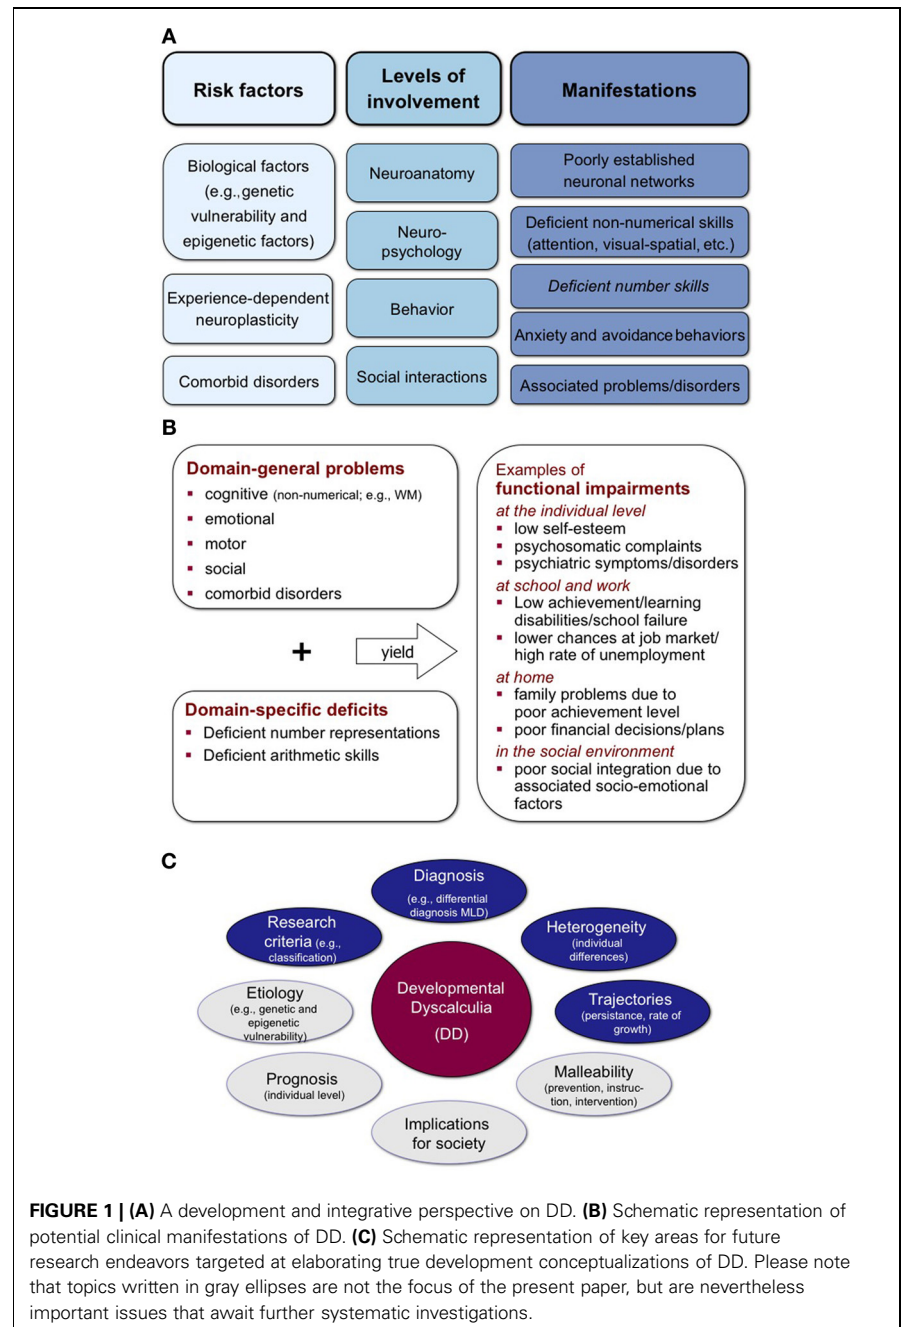 A
Risk factors
Levels of
involvement
Manifestations
Biological factors
(e.g., genetic
vulnerability and
epigenetic factors)
Experience-dependent
neuroplasticity
Comorbid disorders
Neuroanatomy
Neuro-
psychology
Behavior
Social interactions
Poorly established
neuronal networks
Deficient non-numerical skills
(attention, visual-spatial, etc.)
Deficient number skills
Anxiety and avoidance behaviors
Associated problems/disorders
B
Domain-general problems
▪ cognitive (non-numerical; e.g., WM)
▪ emotional
▪ motor
▪ social
▪ comorbid disorders
+
yield
Domain-specific deficits
▪ Deficient number representations
▪ Deficient arithmetic skills
Examples of
functional impairments
at the individual level
▪ low self-esteem
▪ psychosomatic complaints
▪ psychiatric symptoms/disorders
at school and work
▪ Low achievement/learning
disabilities/school failure
▪ lower chances at job market/
high rate of unemployment
at home
▪ family problems due to
poor achievement level
▪ poor financial decisions/plans
in the social environment
▪ poor social integration due to
associated socio-emotional
factors
C
Diagnosis
(e.g., differential
diagnosis MLD)
Research
criteria (e.g.,
classification)
Heterogeneity
(individual
differences)
Etiology
(e.g., genetic and
epigenetic
vulnerability)
Developmental
Dyscalculia
(DD)
Trajectories
(persistance, rate of
growth)
Prognosis
(individual level)
Malleability
(prevention, instruc-
tion, intervention)
Implications
for society
FIGURE 1 | (A) A development and integrative perspective on DD. (B) Schematic representation of
potential clinical manifestations of DD. (C) Schematic representation of key areas for future
research endeavors targeted at elaborating true development conceptualizations of DD. Please note
that topics written in gray ellipses are not the focus of the present paper, but are nevertheless
important issues that await further systematic investigations.